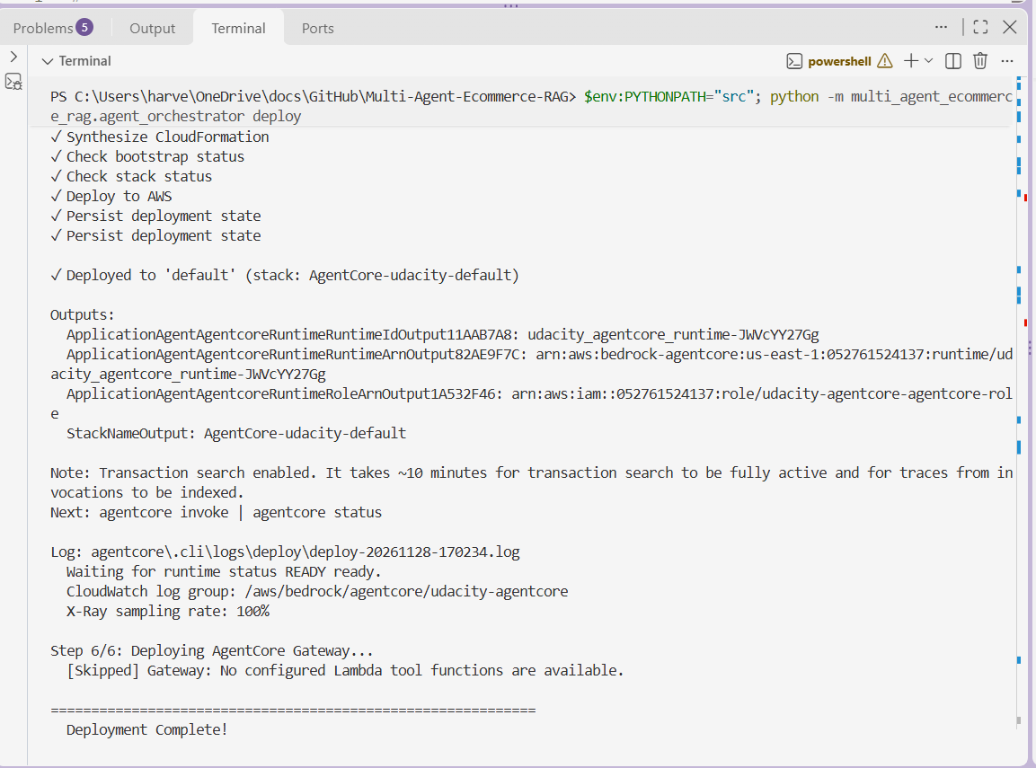 Problems 5 Output Terminal Ports
Terminal
powershell
PS C:\Users\harve\OneDrive\docs\GitHub\Multi-Agent-Ecommerce-RAG> $env:PYTHONPATH="src"; python -m multi_agent_ecommerc
e_rag.agent_orchestrator deploy
✓ Synthesize CloudFormation
✓ Check bootstrap status
✓ Check stack status
✓ Deploy to AWS
✓ Persist deployment state
✓ Persist deployment state
✓ Deployed to 'default' (stack: AgentCore-udacity-default)
Outputs:
ApplicationAgentAgentcoreRuntimeRuntimeIdOutput11AAB7A8: udacity_agentcore_runtime-JWVcYY27Gg
ApplicationAgentAgentcoreRuntimeRuntimeArnOutput82AE9F7C: arn:aws:bedrock-agentcore:us-east-1:052761524137:runtime/ud
acity_agentcore_runtime-JWVcYY27Gg
ApplicationAgentAgentcoreRuntimeRoleArnOutput1A532F46: arn:aws:iam::052761524137:role/udacity-agentcore-agentcore-rol
e
StackNameOutput: AgentCore-udacity-default
Note: Transaction search enabled. It takes ~10 minutes for transaction search to be fully active and for traces from in
vocations to be indexed.
Next: agentcore invoke | agentcore status
Log: agentcore\.cli\logs\deploy\deploy-20261128-170234.log
Waiting for runtime status READY ready.
CloudWatch log group: /aws/bedrock/agentcore/udacity-agentcore
X-Ray sampling rate: 100%
Step 6/6: Deploying AgentCore Gateway...
[Skipped] Gateway: No configured Lambda tool functions are available.
============================================================
Deployment Complete!